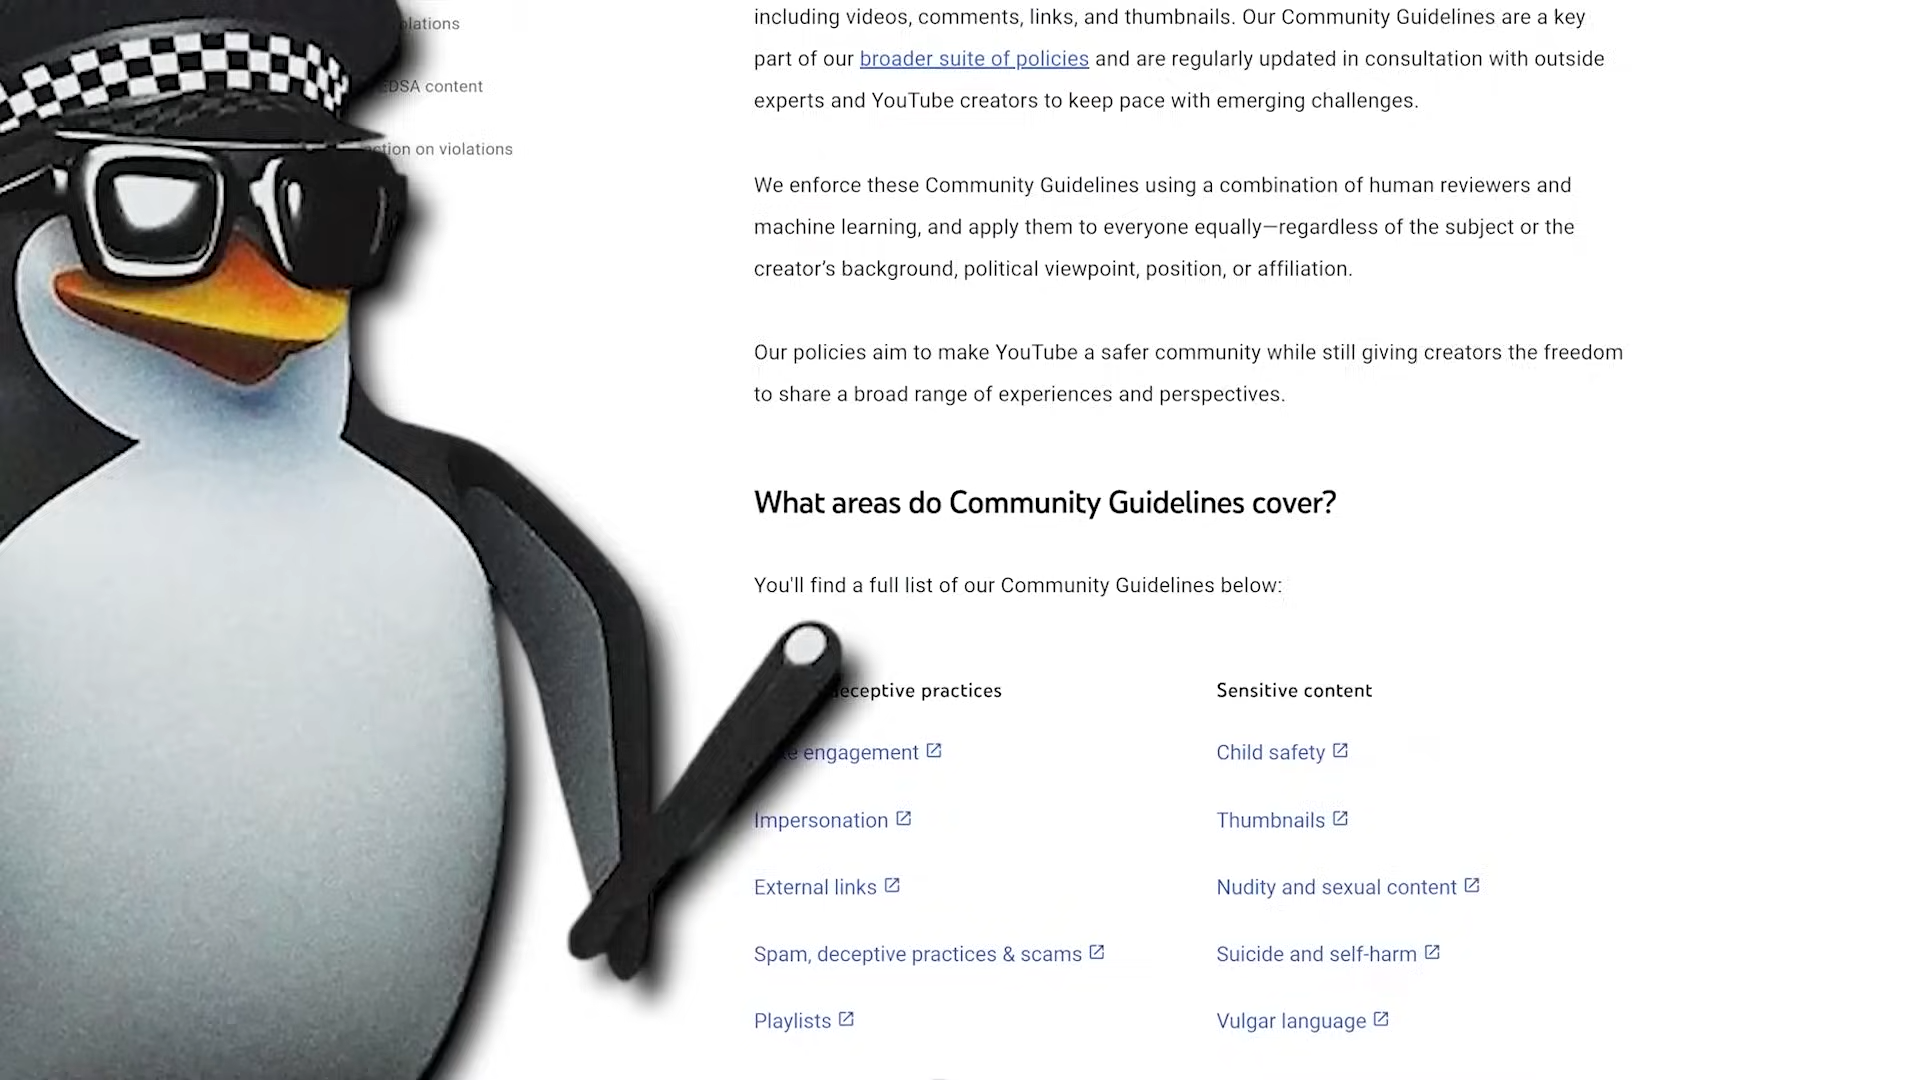 including videos, comments, links, and thumbnails. Our Community Guidelines are a key
part of our broader suite of policies and are regularly updated in consultation with outside
experts and YouTube creators to keep pace with emerging challenges.
We enforce these Community Guidelines using a combination of human reviewers and
machine learning, and apply them to everyone equally—regardless of the subject or the
creator’s background, political viewpoint, position, or affiliation.
Our policies aim to make YouTube a safer community while still giving creators the freedom
to share a broad range of experiences and perspectives.
What areas do Community Guidelines cover?
You'll find a full list of our Community Guidelines below:
practices
engagement
Impersonation
External links
Spam, deceptive practices & scams
Playlists
Sensitive content
Child safety
Thumbnails
Nudity and sexual content
Suicide and self-harm
Vulgar language
content
on violations